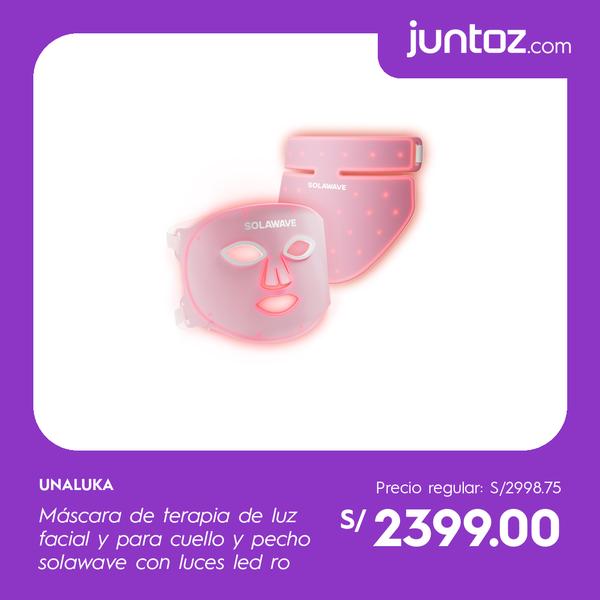 juntoz.com
SOLAWAVE
SOLAWAVE
UNALUKA
Máscara de terapia de luz
facial y para cuello y pecho
solawave con luces led ro
Precio regular: S/2998.75
S/ 2399.00